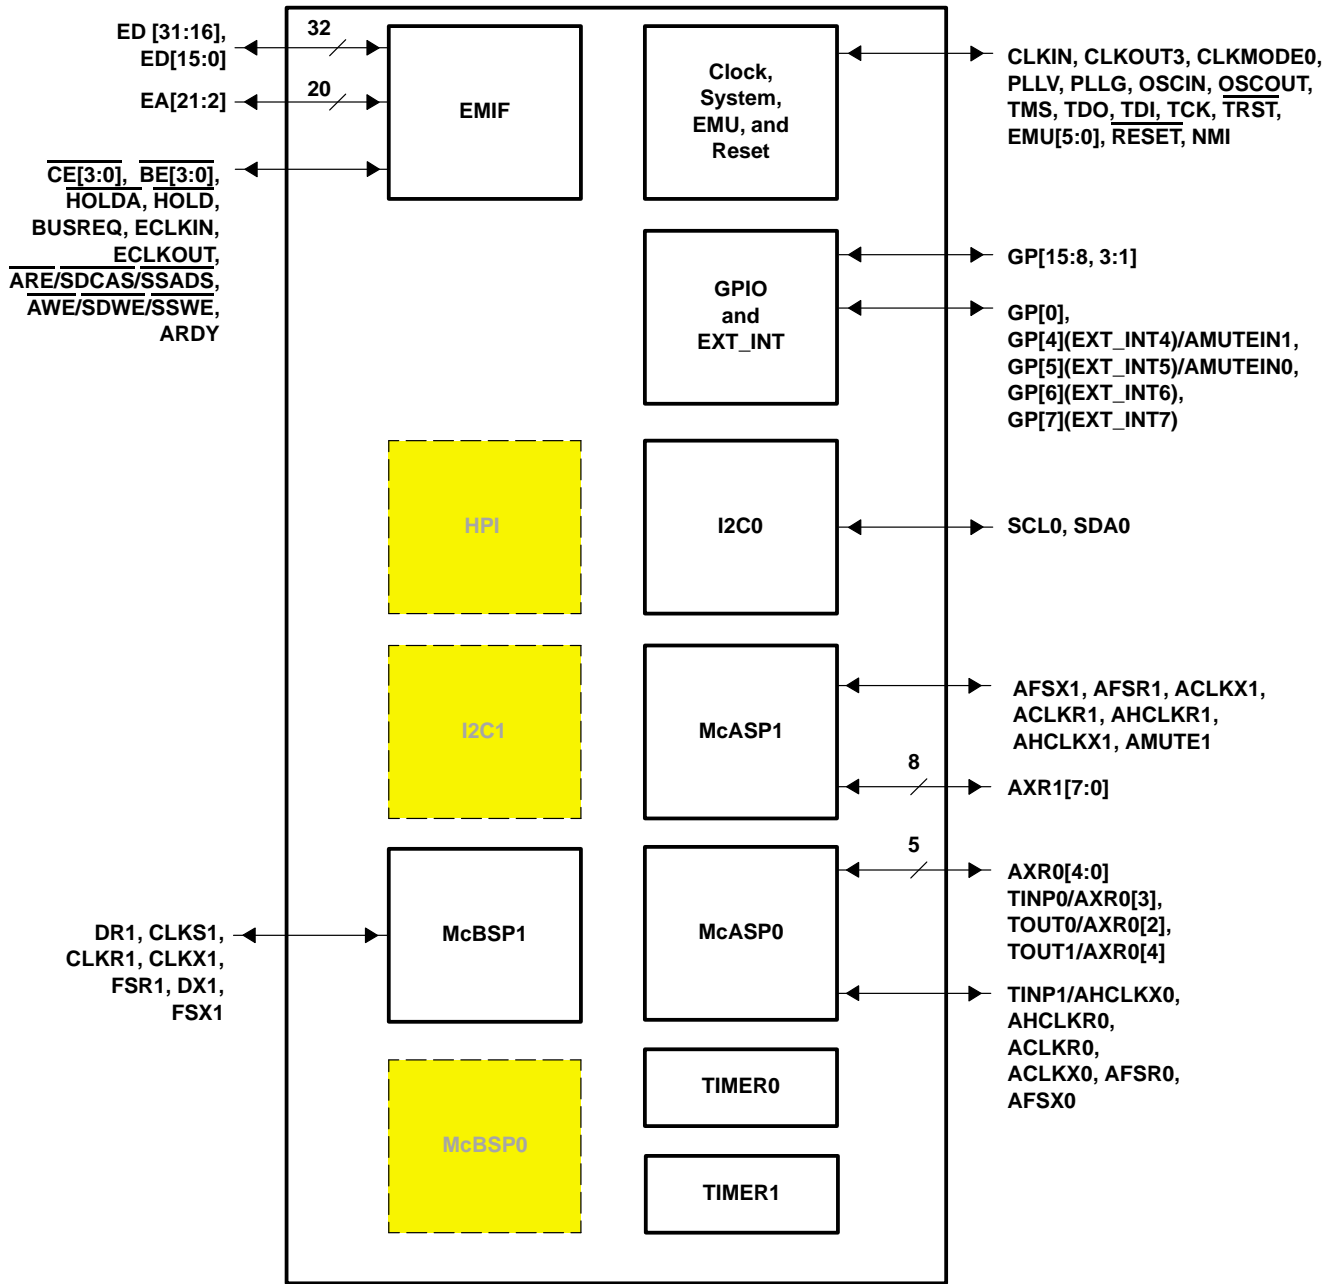 ED [31:16],
ED[15:0]
32
EA[21:2]
20
CE[3:0], BE[3:0],
HOLDA, HOLD,
BUSREQ, ECLKIN,
ECLKOUT,
ARE/SDCAS/SSADS,
AWE/SDWE/SSWE,
ARDY
EMIF
Clock,
System,
EMU, and
Reset
CLKIN, CLKOUT3, CLKMODE0,
PLLV, PLLG, OSCIN, OSCOUT,
TMS, TDO, TDI, TCK, TRST,
EMU[5:0], RESET, NMI
GPIO
and
EXT_INT
GP[15:8, 3:1]
GP[0],
GP[4](EXT_INT4)/AMUTEIN1,
GP[5](EXT_INT5)/AMUTEIN0,
GP[6](EXT_INT6),
GP[7](EXT_INT7)
HPI
I2C0
SCL0, SDA0
I2C1
McASP1
AFSX1, AFSR1, ACLKX1,
ACLKR1, AHCLKR1,
AHCLKX1, AMUTE1
8
AXR1[7:0]
DR1, CLKS1,
CLKR1, CLKX1,
FSR1, DX1,
FSX1
McBSP1
McASP0
5
AXR0[4:0]
TINP0/AXR0[3],
TOUT0/AXR0[2],
TOUT1/AXR0[4]
TINP1/AHCLKX0,
AHCLKR0,
ACLKR0,
ACLKX0, AFSR0,
AFSX0
McBSP0
TIMER0
TIMER1